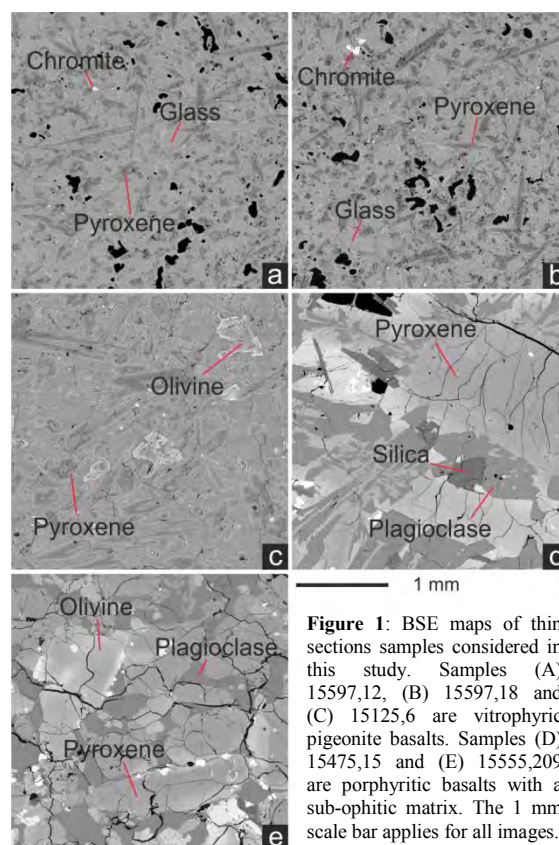 Chromite
Glass
Pyroxene
a
Chromite
Pyroxene
Glass
b
Olivine
Pyroxene
c
Pyroxene
Silica
Plagioclase
d
1 mm
Olivine
Plagioclase
Pyroxene
e
Figure 1: BSE maps of thin
sections samples considered in
this study. Samples (A)
15597,12, (B) 15597,18 and
(C) 15125,6 are vitrophyric
pigeonite basalts. Samples (D)
15475,15 and (E) 15555,209
are porphyritic basalts with a
sub-ophitic matrix. The 1 mm
scale bar applies for all images.